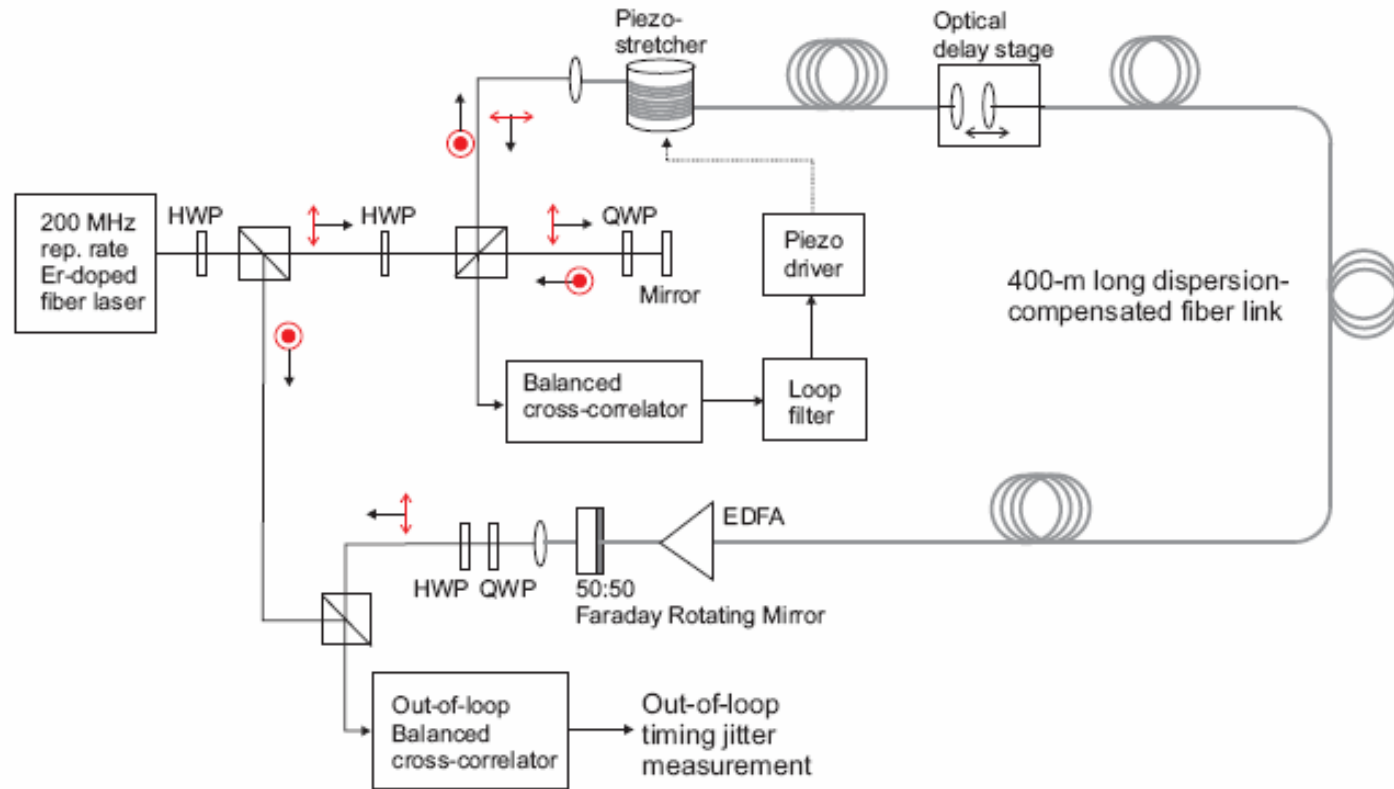 Piezo-
stretcher
Optical
delay stage
200 MHz
rep. rate
Er-doped
fiber laser
HWP
HWP
QWP
Mirror
Piezo
driver
400-m long dispersion-
compensated fiber link
Balanced
cross-correlator
Loop
filter
EDFA
HWP
QWP
50:50
Faraday Rotating Mirror
Out-of-loop
Balanced
cross-correlator
Out-of-loop
timing jitter
measurement